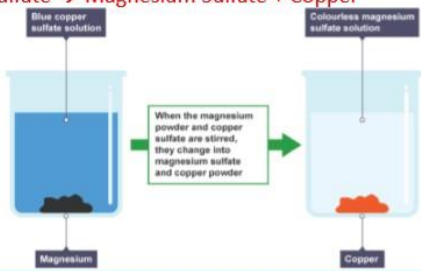 Sulfate → Magnesium Sulfate + Copper
Blue copper
sulfate solution
Colourless magnesium
sulfate solution
When the magnesium
powder and copper
sulfate are stirred,
they change into
magnesium sulfate
and copper powder
Magnesium
Copper